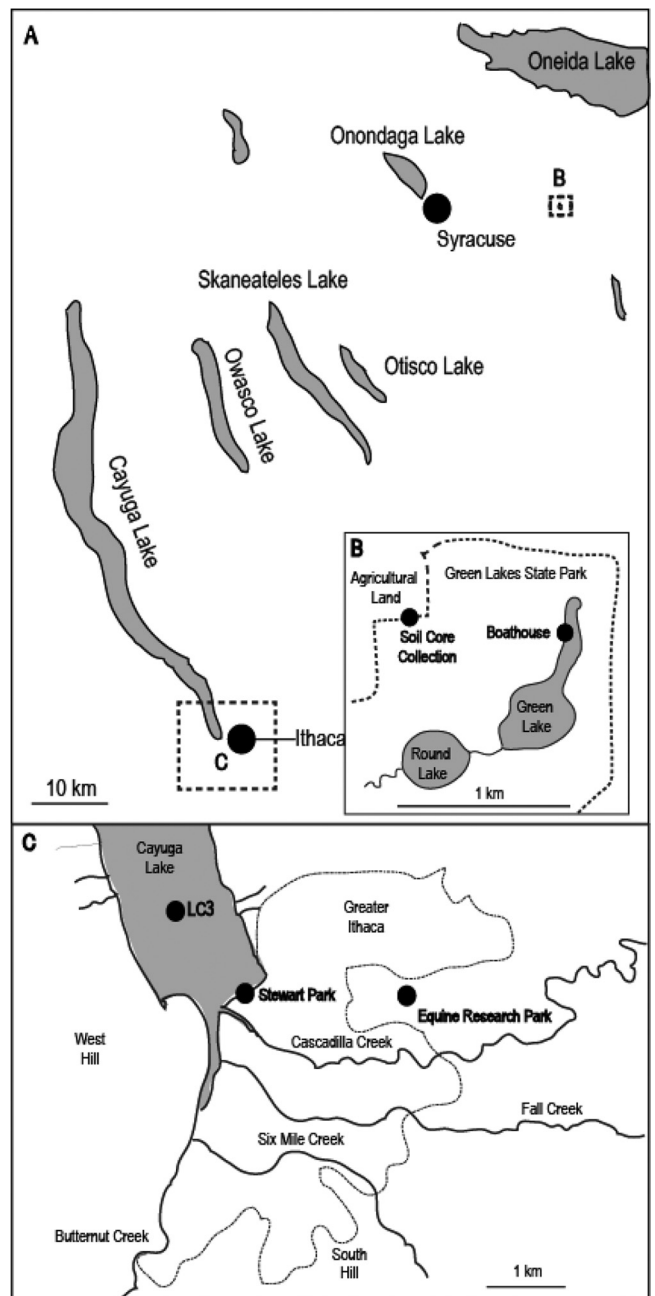 A
Oneida Lake
Onondaga Lake
B
Syracuse
Skaneateles Lake
Owasco Lake
Otisco Lake
Cayuga Lake
Ithaca
C
10 km
B
Agricultural
Land
Green Lakes State Park
Soil Core
Collection
Boathouse
Green
Lake
Round
Lake
1 km
C
Cayuga
Lake
LC3
Greater
Ithaca
Stewart Park
Equine Research Park
West
Hill
Cascadilla Creek
Fall Creek
Six Mile Creek
Butternut Creek
South
Hill
1 km